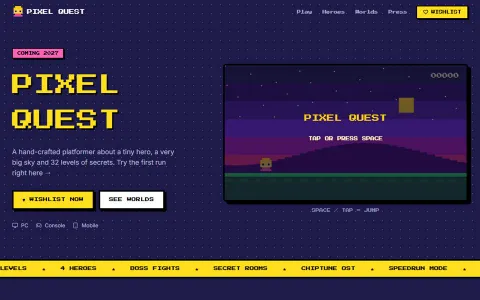 PIXEL QUEST
Play Heroes Worlds Press WISHLIST
COMING 2027
PIXEL
QUEST
A hand-crafted platformer about a tiny hero, a very
big sky and 32 levels of secrets. Try the first run
right here →
WISHLIST NOW
SEE WORLDS
PC Console Mobile
00000
PIXEL QUEST
TAP OR PRESS SPACE
SPACE / TAP = JUMP
LEVELS 4 HEROES BOSS FIGHTS SECRET ROOMS CHIPTUNE OST SPEEDRUN MODE